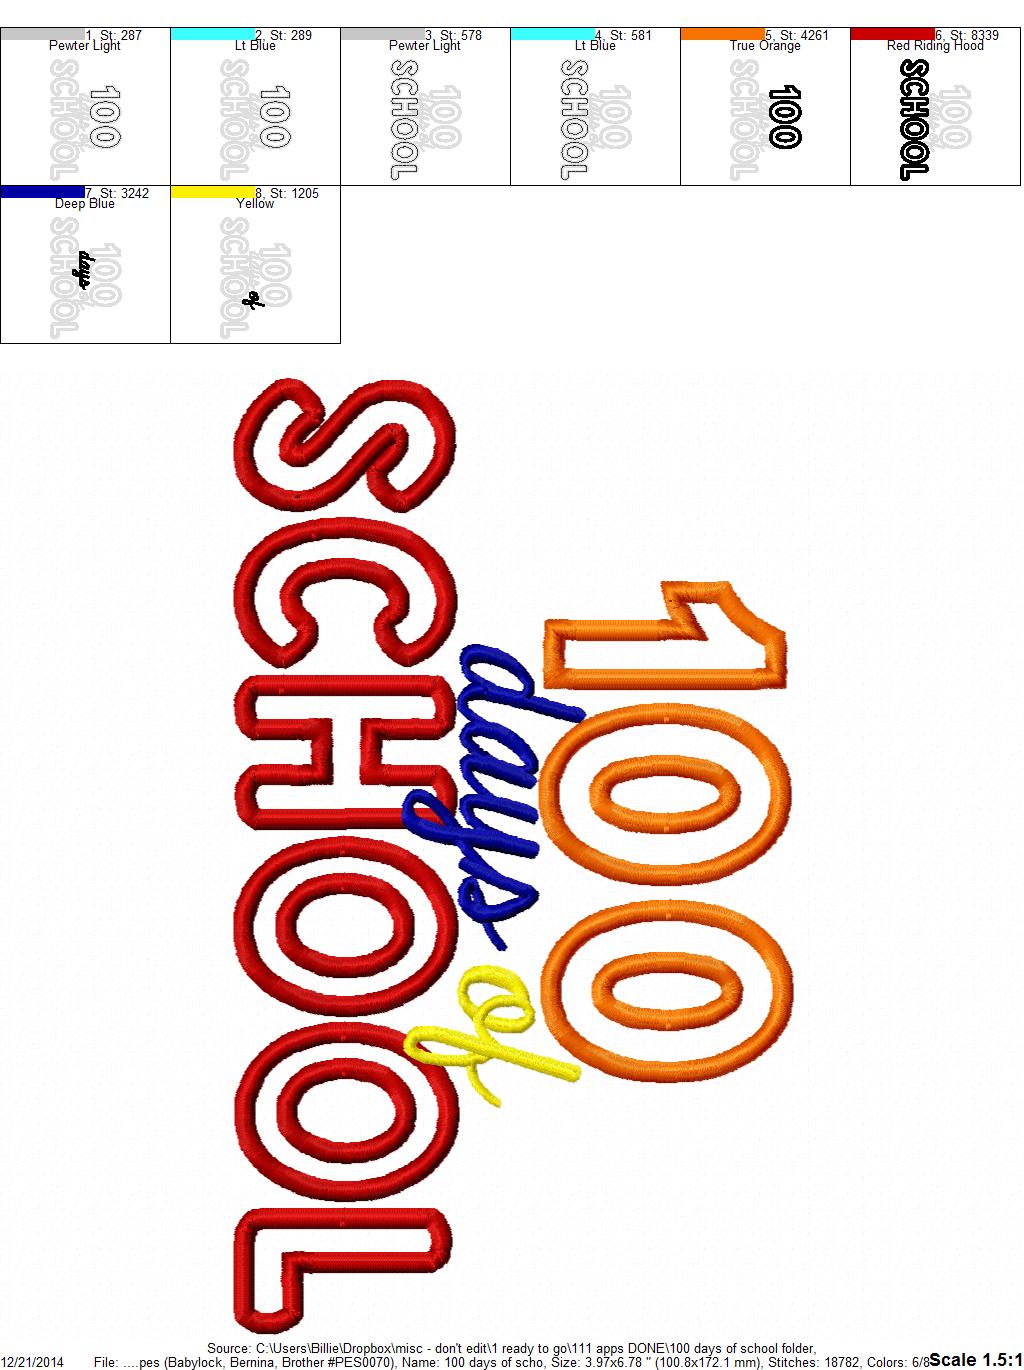 1, St: 287
Pewter Light
100
SCHOOL
2, St: 289
Lt Blue
100
SCHOOL
3, St: 578
Pewter Light
100
SCHOOL
4, St: 581
Lt Blue
100
SCHOOL
5, St: 4261
True Orange
100
SCHOOL
6, St: 8339
Red Riding Hood
100
SCHOOL
7, St: 3242
Deep Blue
100
days
SCHOOL
8, St: 1205
Yellow
100
of
SCHOOL
100
days of
SCHOOL
Source: C:\Users\Billie\Dropbox\misc - don't edit\1 ready to go\111 apps DONE\100 days of school folder,
12/21/2014 File: ....pes (Babylock, Bernina, Brother #PES0070), Name: 100 days of scho, Size: 3.97x6.78 " (100.8x172.1 mm), Stitches: 18782, Colors: 6/8 Scale 1.5:1